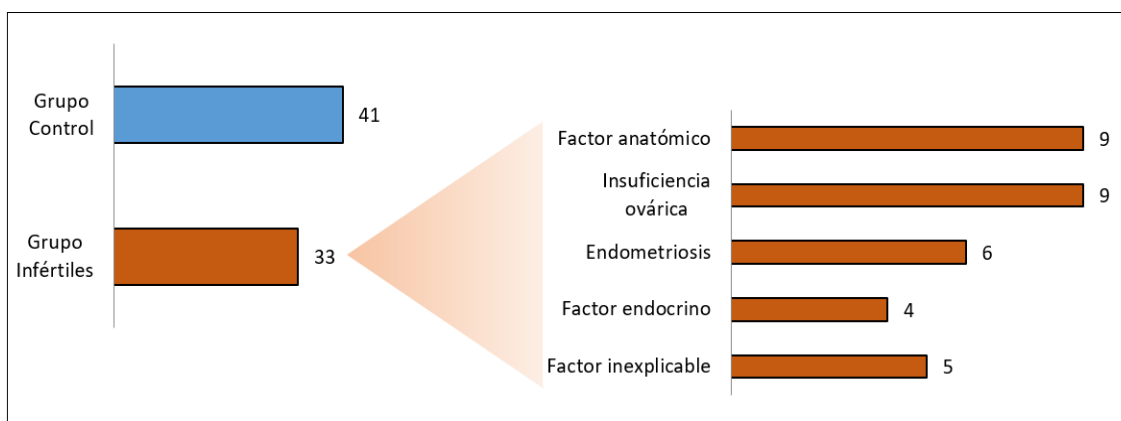 Grupo
Control
41
Grupo
Infértiles
33
Factor anatómico
9
Insuficiencia
ovárica
9
Endometriosis
6
Factor endocrino
4
Factor inexplicable
5